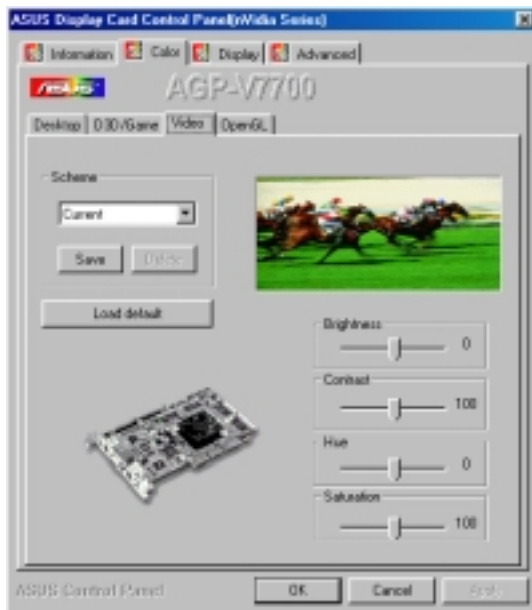 ASUS Display Card Control Panel(nVidia Series)
Information Color Display Advanced
ASUS AGP-V7700
Desktop D3D/Game Video OpenGL
Scheme
Current
Save Delete
Load default
Brightness
0
Contrast
100
Hue
0
Saturation
100
ASUS Control Panel OK Cancel Apply